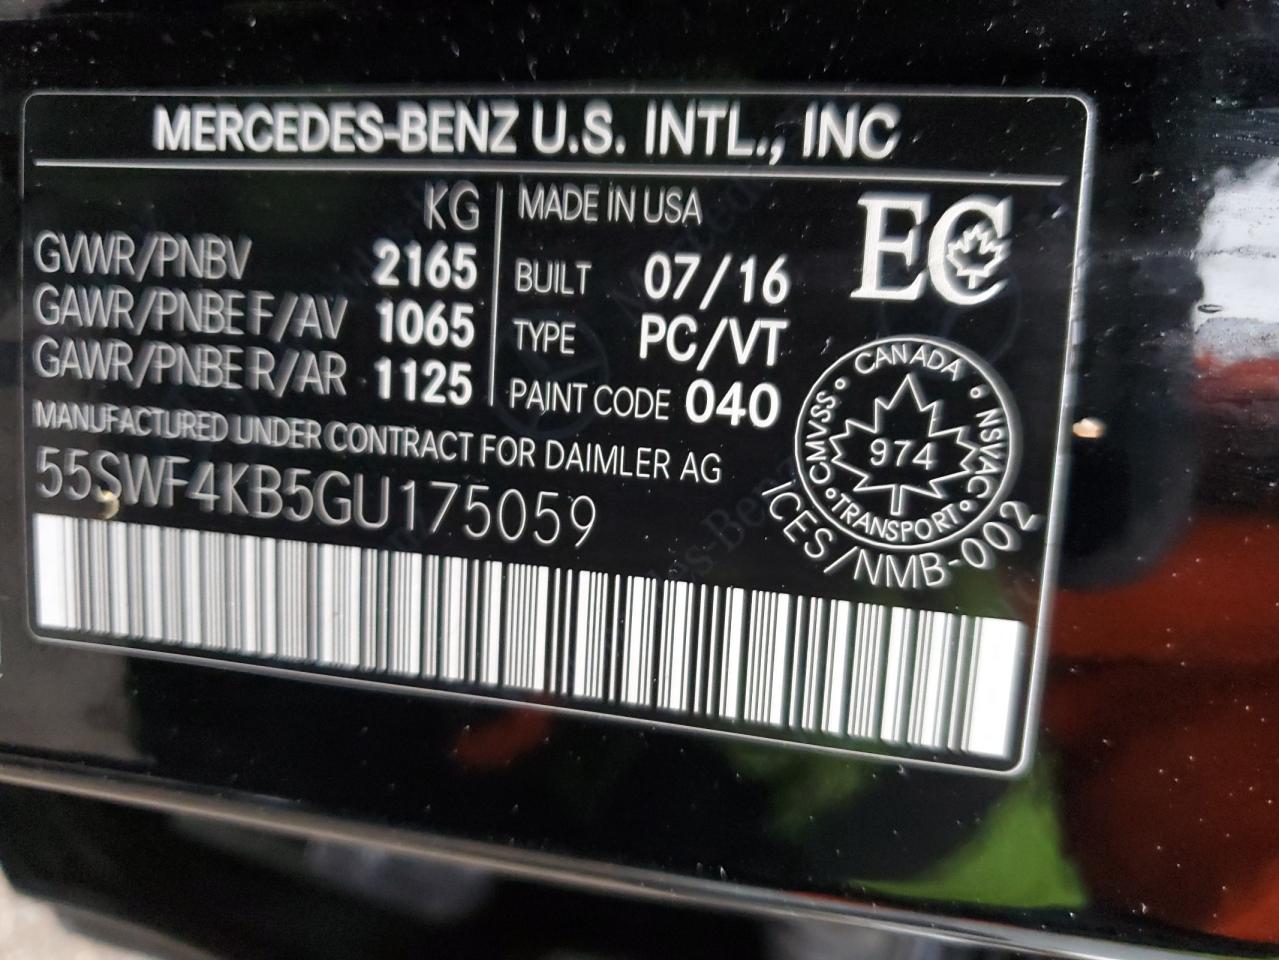 MERCEDES-BENZ U.S. INTL., INC
KG
GVWR/PNBV 2165
GAWR/PNBE F/AV 1065
GAWR/PNBE R/AR 1125
MADE IN USA
BUILT 07/16
TYPE PC/VT
PAINT CODE 040
MANUFACTURED UNDER CONTRACT FOR DAIMLER AG
55SWF4KB5GU175059
EC
CANADA
NSVAC
TRANSPORT
CMVSS
974
ICES/NMB-002